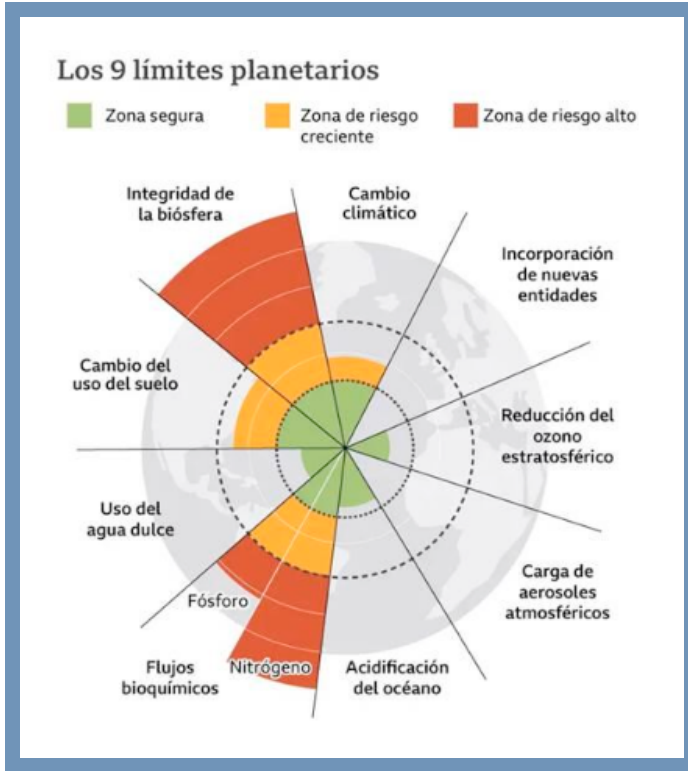 Los 9 límites planetarios
Zona segura
Zona de riesgo
creciente
Zona de riesgo alto
Integridad de
la biósfera
Cambio
climático
Incorporación
de nuevas
entidades
Cambio del
uso del suelo
Reducción del
ozono
estratosférico
Uso del
agua dulce
Carga de
aerosoles
atmosféricos
Fósforo
Flujos
bioquímicos
Nitrógeno
Acidificación
del océano